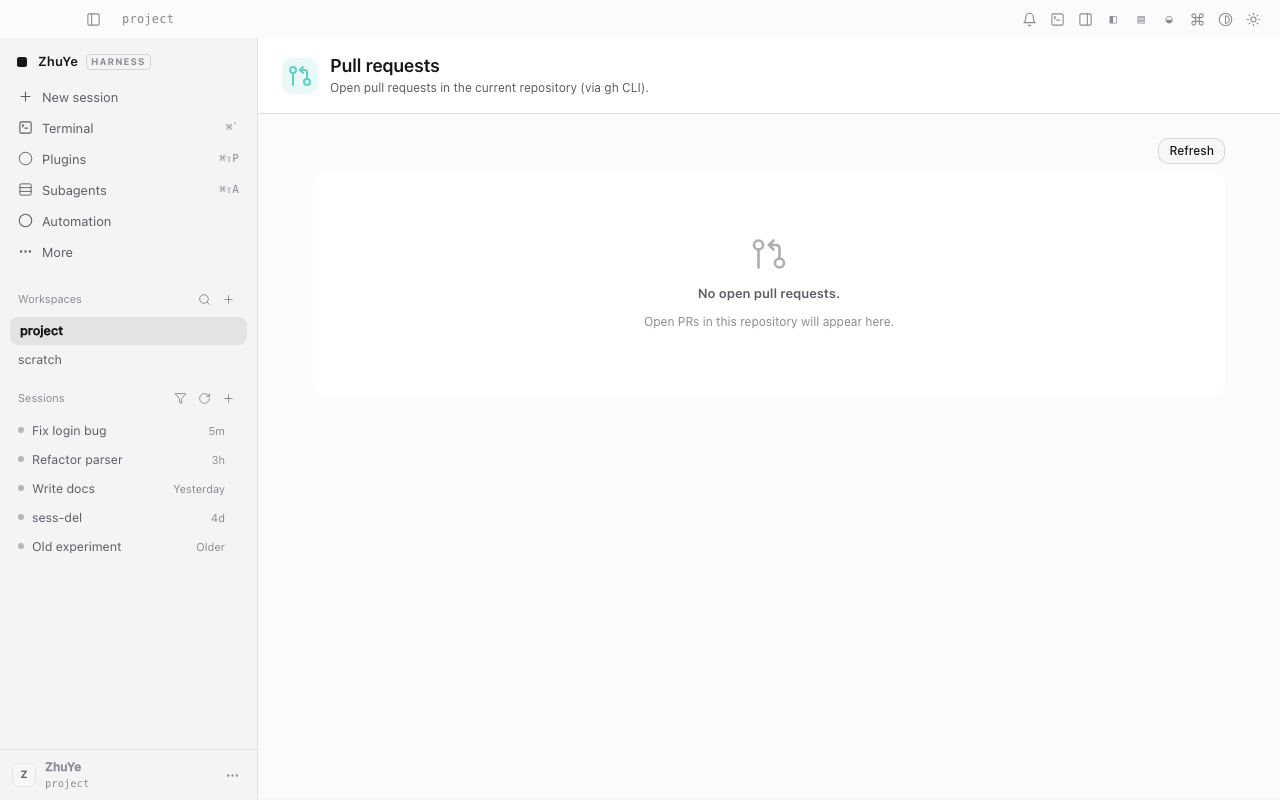 project
ZhuYe HARNESS
New session
Terminal ⌘`
Plugins ⌘⇧P
Subagents ⌘⇧A
Automation
More
Workspaces
project
scratch
Sessions
Fix login bug 5m
Refactor parser 3h
Write docs Yesterday
sess-del 4d
Old experiment Older
Z
ZhuYe
project
Pull requests
Open pull requests in the current repository (via gh CLI).
Refresh
No open pull requests.
Open PRs in this repository will appear here.